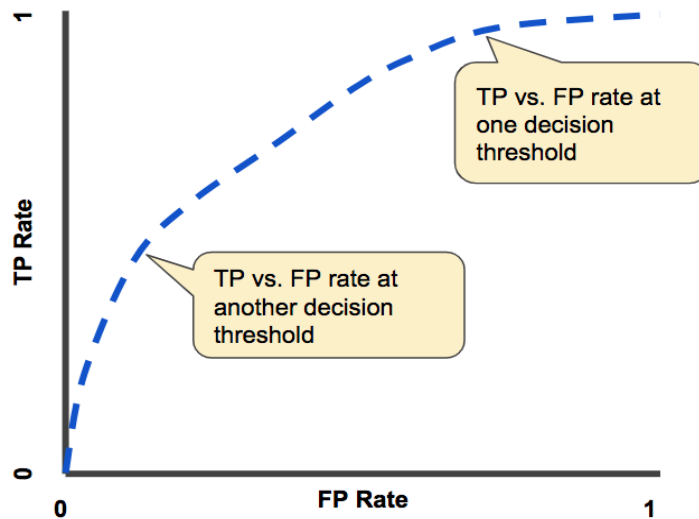 1
TP vs. FP rate at
one decision
threshold
TP Rate
TP vs. FP rate at
another decision
threshold
0
0
FP Rate
1